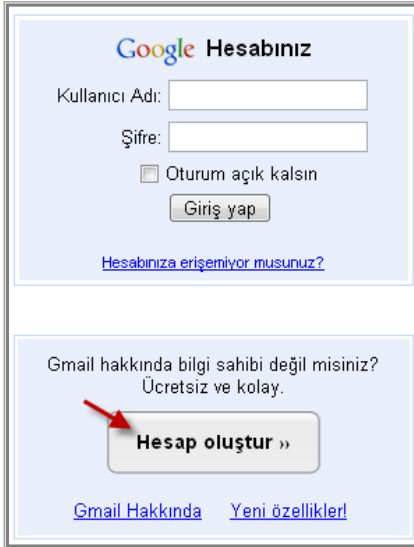 Google Hesabınız
Kullanıcı Adı:
Şifre:
Oturum açık kalsın
Giriş yap
Hesabınıza erişemiyor musunuz?
Gmail hakkında bilgi sahibi değil misiniz?
Ücretsiz ve kolay.
Hesap oluştur »
Gmail Hakkında Yeni özellikler!